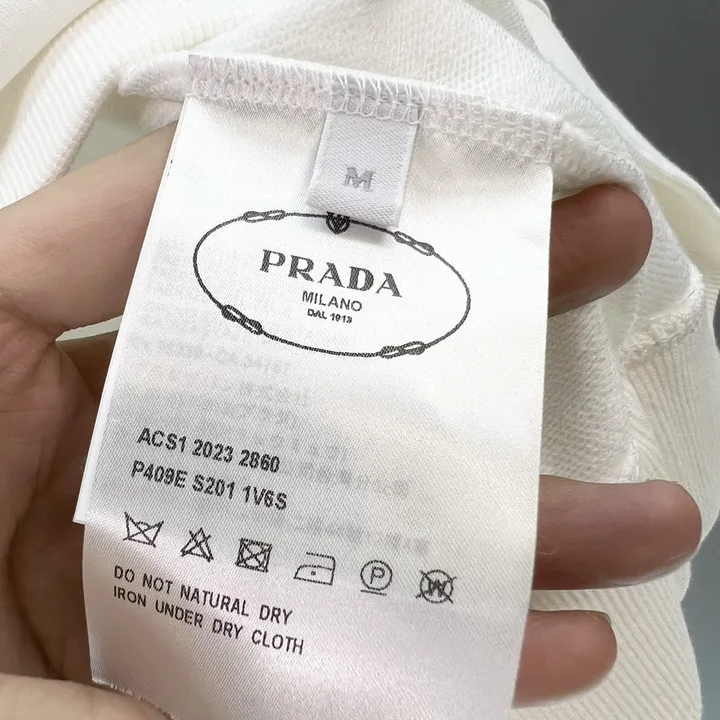 M
PRADA
MILANO
DAL 1913
ACS1 2023 2860
P409E S201 1V6S
P
W
DO NOT NATURAL DRY
IRON UNDER DRY CLOTH